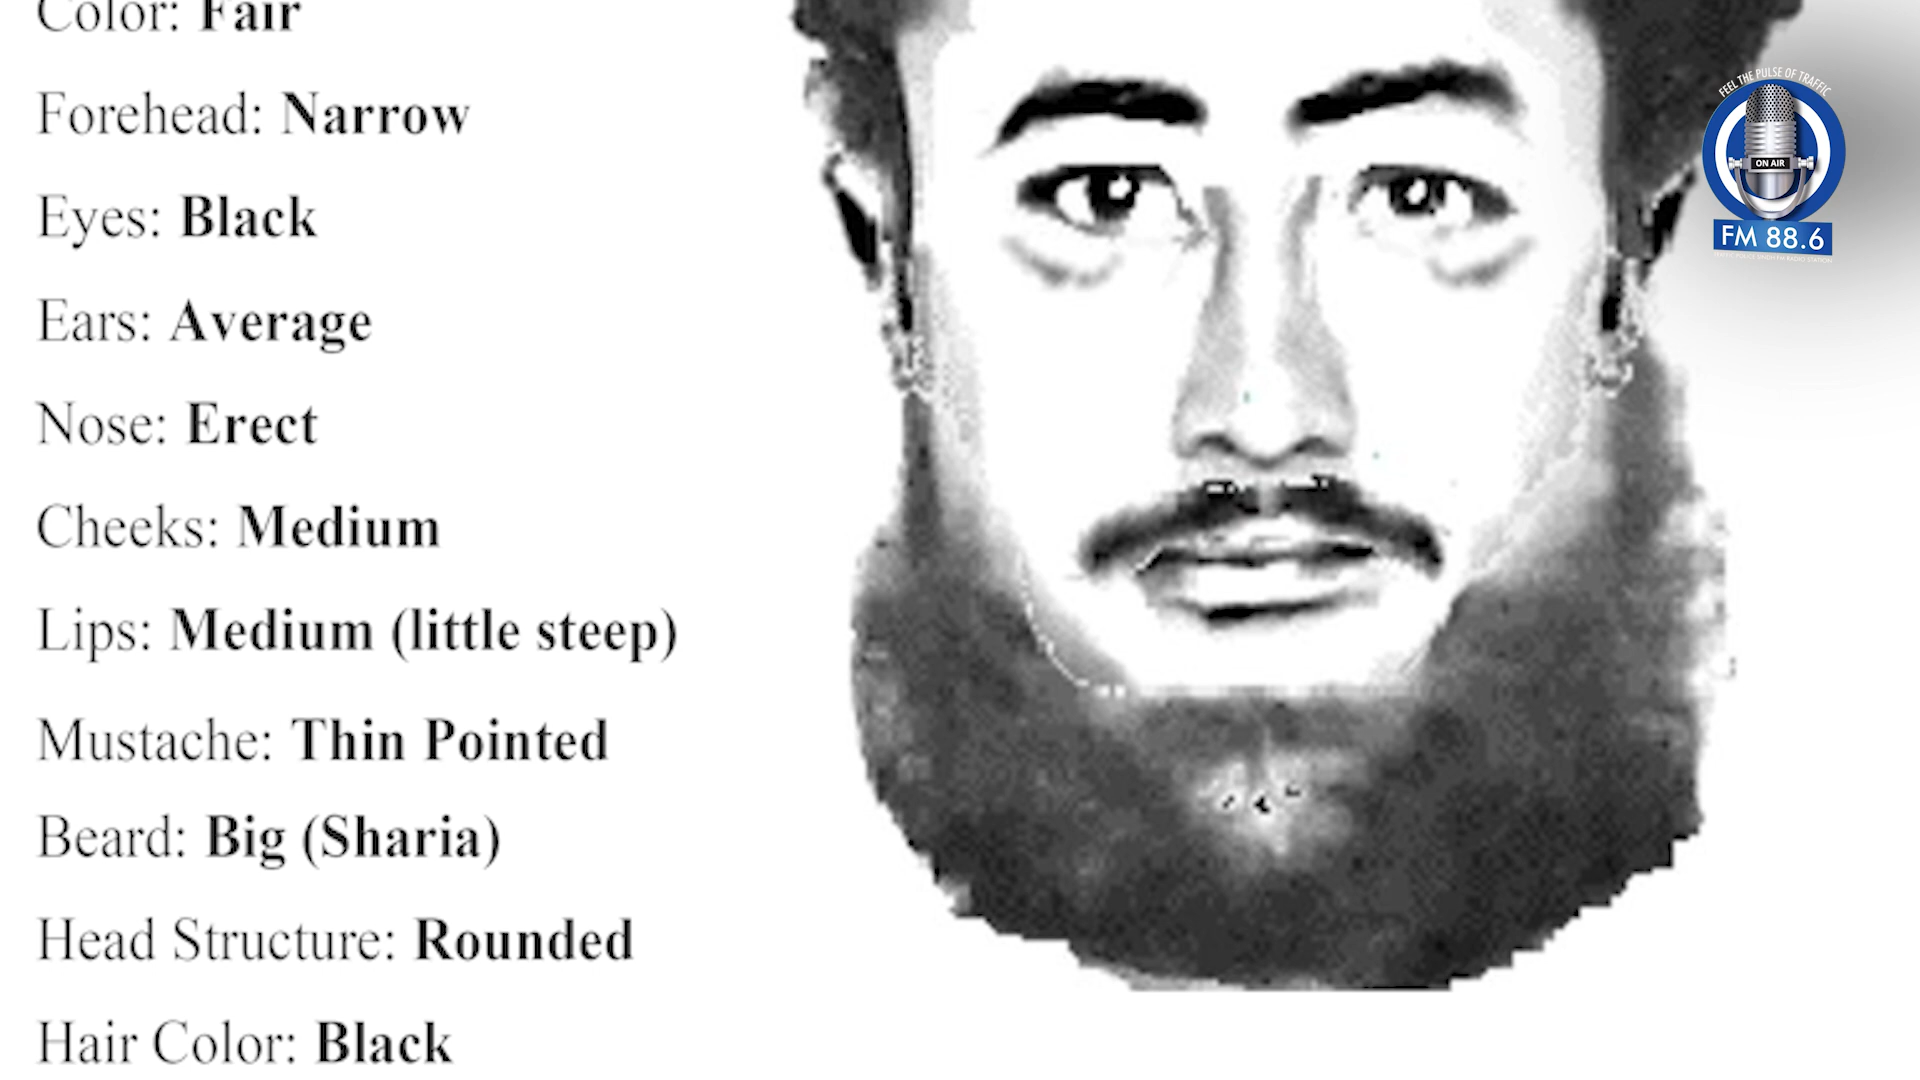 Color: Fair
Forehead: Narrow
Eyes: Black
Ears: Average
Nose: Erect
Cheeks: Medium
Lips: Medium (little steep)
Mustache: Thin Pointed
Beard: Big (Sharia)
Head Structure: Rounded
Hair Color: Black
FEEL THE PULSE OF TRAFFIC
ON AIR
FM 88.6